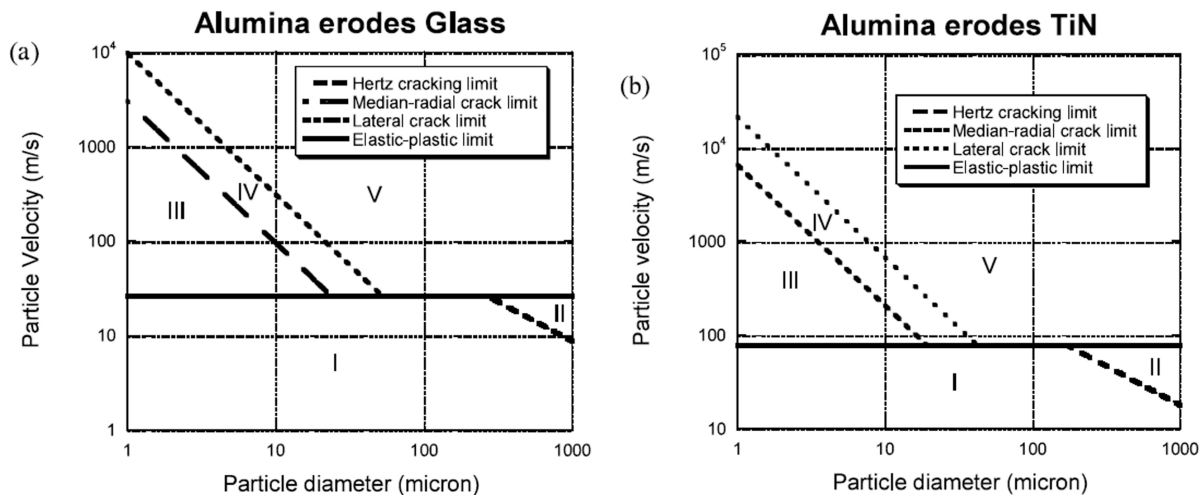 Alumina erodes Glass
(a)
10⁴
1000
100
10
1
Particle Velocity (m/s)
Hertz cracking limit
Median-radial crack limit
Lateral crack limit
Elastic-plastic limit
III
IV
V
II
I
1
10
100
1000
Particle diameter (micron)
Alumina erodes TiN
(b)
10⁵
10⁴
1000
100
10
Particle velocity (m/s)
Hertz cracking limit
Median-radial crack limit
Lateral crack limit
Elastic-plastic limit
IV
III
V
I
II
1
10
100
1000
Particle diameter (micron)